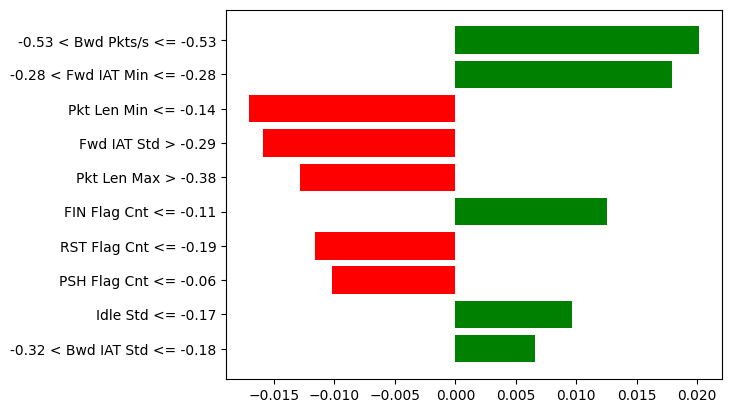 -0.53 < Bwd Pkts/s <= -0.53
-0.28 < Fwd IAT Min <= -0.28
Pkt Len Min <= -0.14
Fwd IAT Std > -0.29
Pkt Len Max > -0.38
FIN Flag Cnt <= -0.11
RST Flag Cnt <= -0.19
PSH Flag Cnt <= -0.06
Idle Std <= -0.17
-0.32 < Bwd IAT Std <= -0.18
−0.015 −0.010 −0.005 0.000 0.005 0.010 0.015 0.020